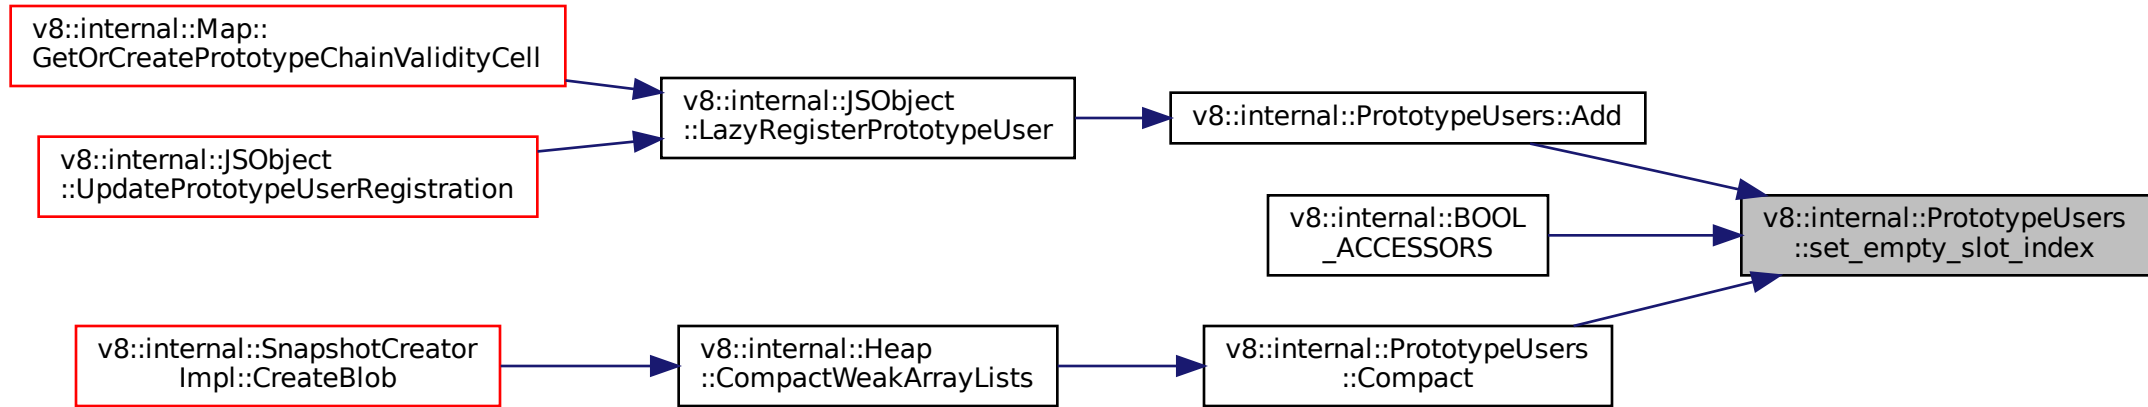 v8::internal::Map::
GetOrCreatePrototypeChainValidityCell
v8::internal::JSObject
::UpdatePrototypeUserRegistration
v8::internal::JSObject
::LazyRegisterPrototypeUser
v8::internal::PrototypeUsers::Add
v8::internal::BOOL
_ACCESSORS
v8::internal::PrototypeUsers
::set_empty_slot_index
v8::internal::SnapshotCreator
Impl::CreateBlob
v8::internal::Heap
::CompactWeakArrayLists
v8::internal::PrototypeUsers
::Compact